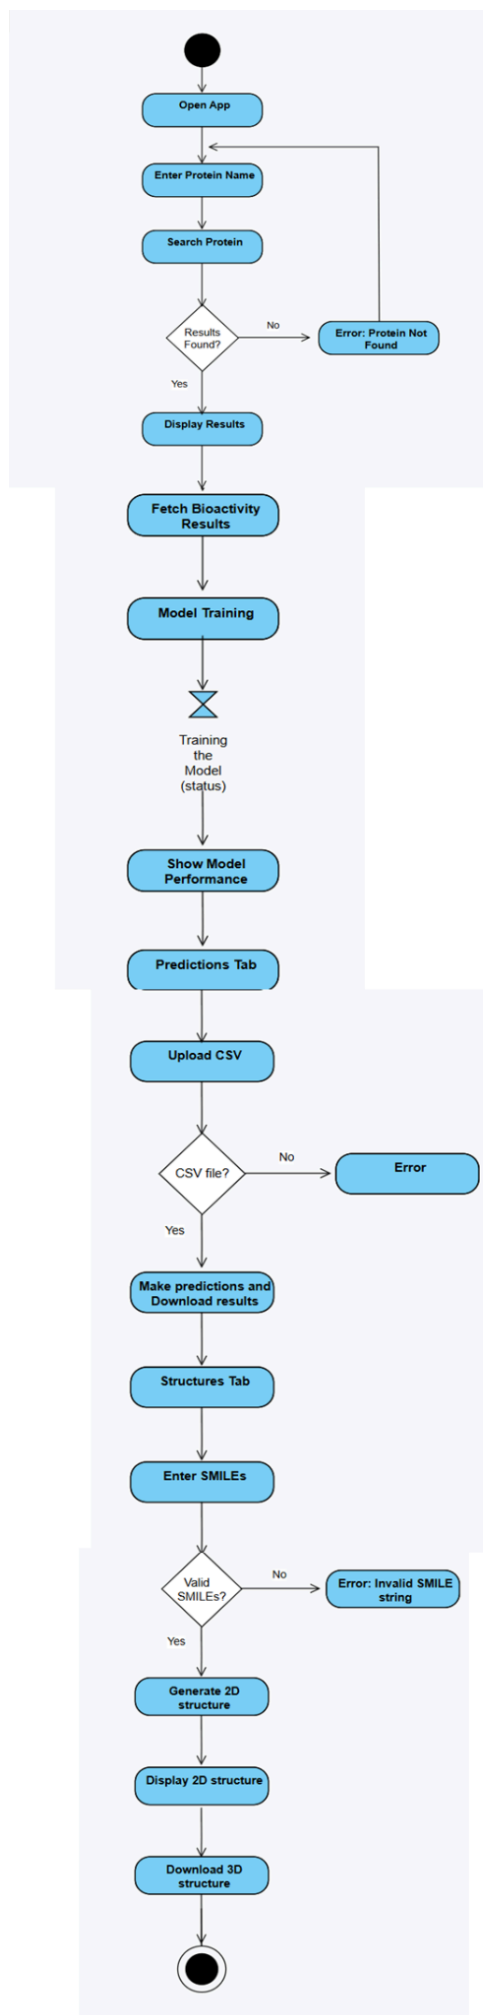 Open App
Enter Protein Name
Search Protein
Results
Found?
No
Error: Protein Not
Found
Yes
Display Results
Fetch Bioactivity
Results
Model Training
Training
the
Model
(status)
Show Model
Performance
Predictions Tab
Upload CSV
CSV file?
No
Error
Yes
Make predictions and
Download results
Structures Tab
Enter SMILEs
Valid
SMILEs?
No
Error: Invalid SMILE
string
Yes
Generate 2D
structure
Display 2D structure
Download 3D
structure